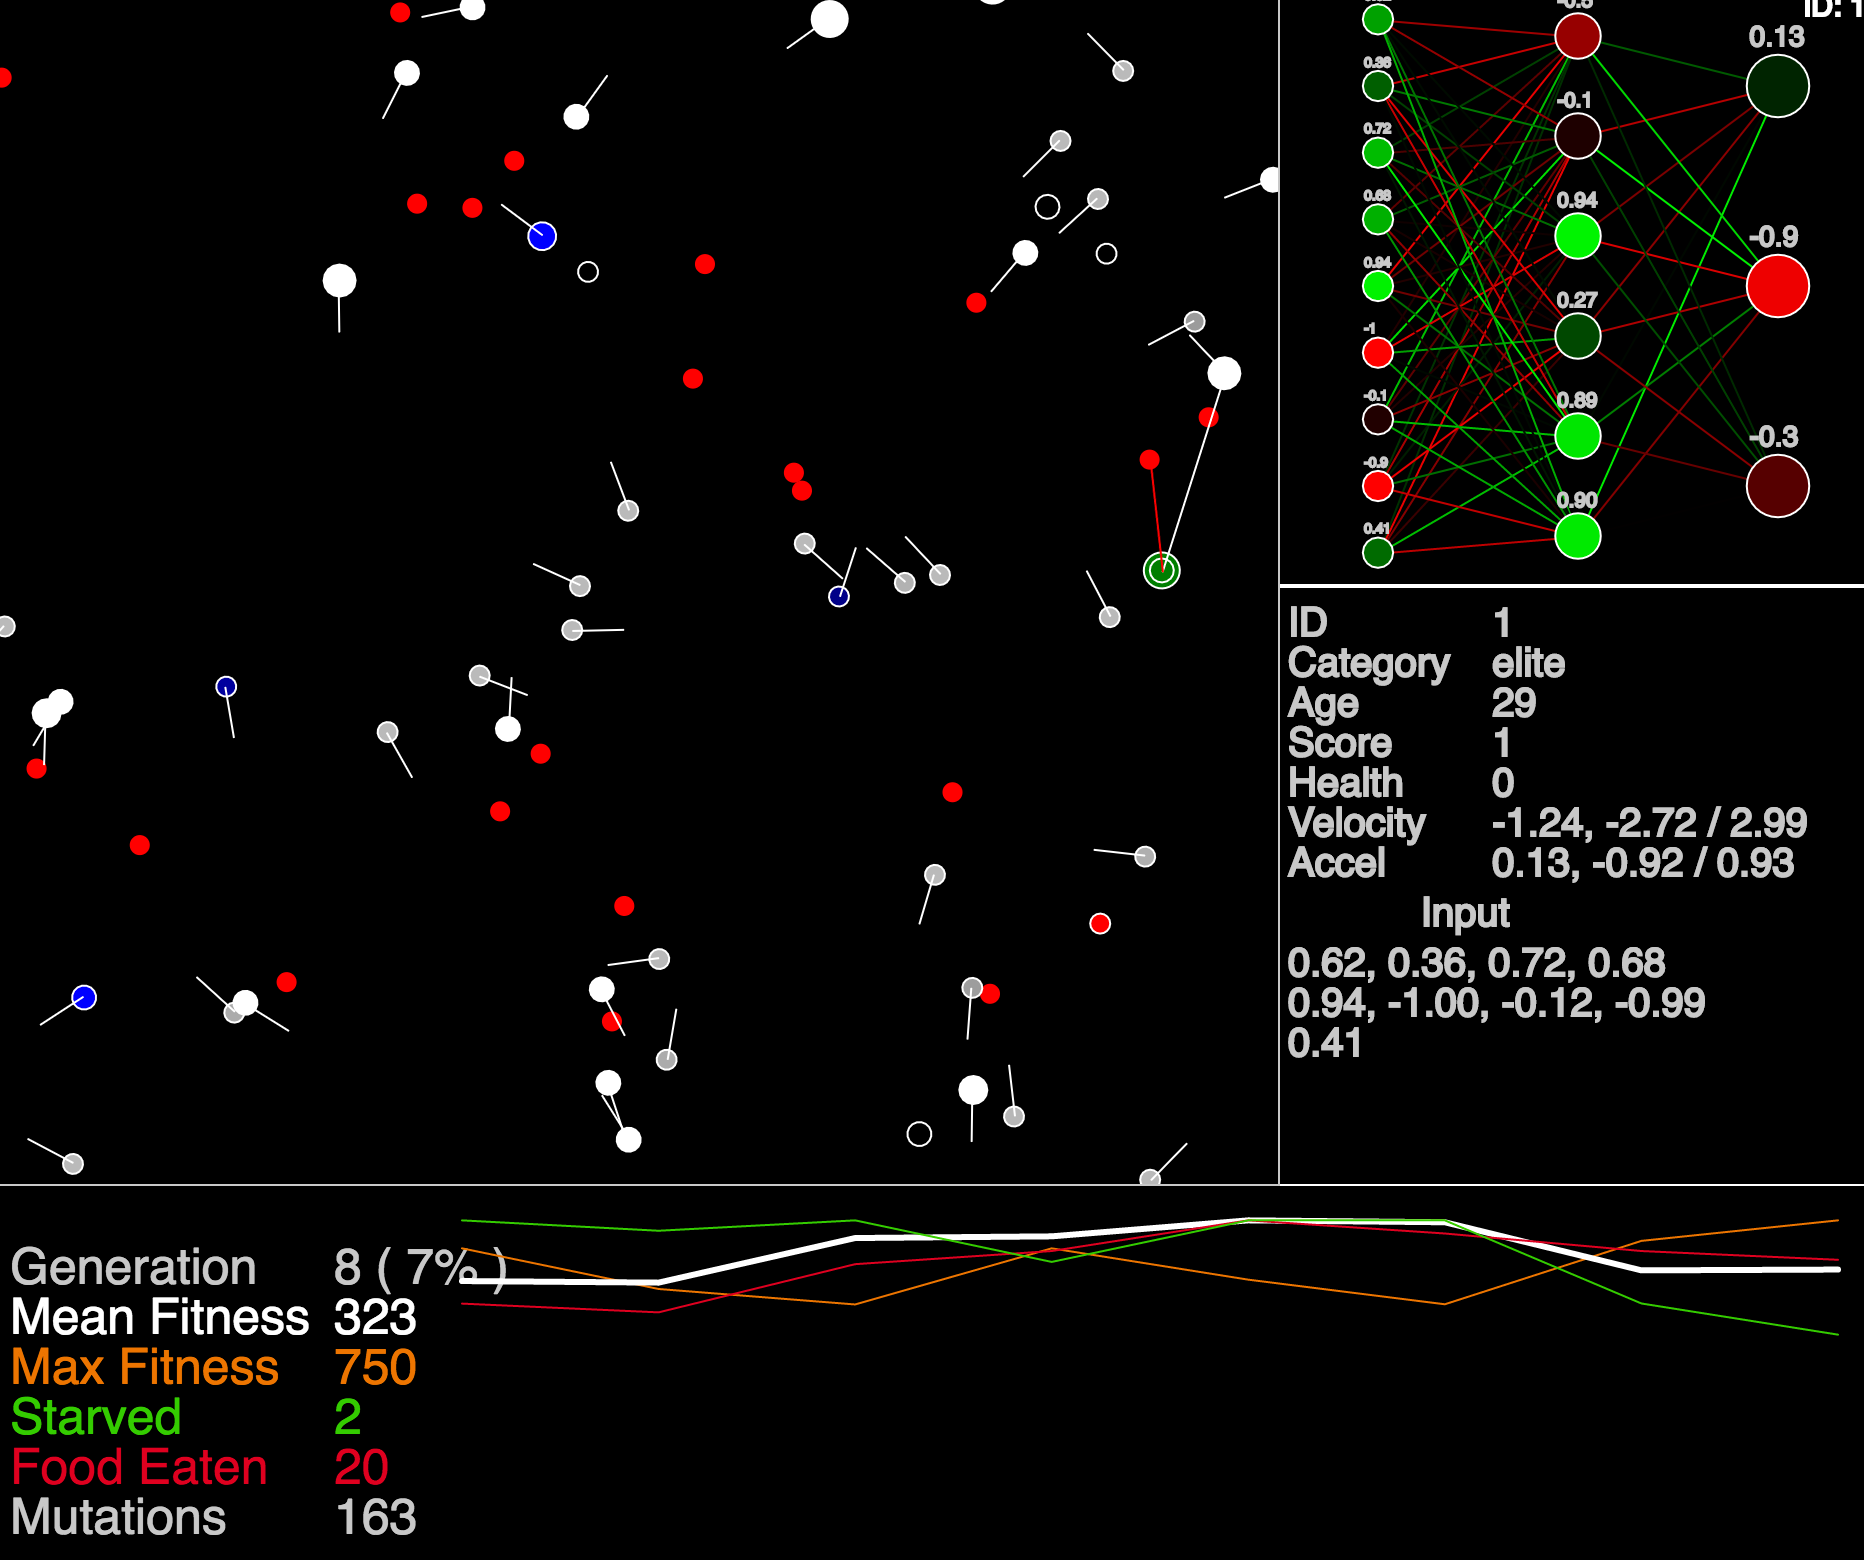 ID: 1
0.13
0.36
-0.1
0.72
0.68
0.94
-0.9
0.94
0.27
-1
-0.1
0.89
-0.3
-0.9
0.90
0.41
ID 1
Category elite
Age 29
Score 1
Health 0
Velocity -1.24, -2.72 / 2.99
Accel 0.13, -0.92 / 0.93
Input
0.62, 0.36, 0.72, 0.68
0.94, -1.00, -0.12, -0.99
0.41
Generation 8 ( 7% )
Mean Fitness 323
Max Fitness 750
Starved 2
Food Eaten 20
Mutations 163